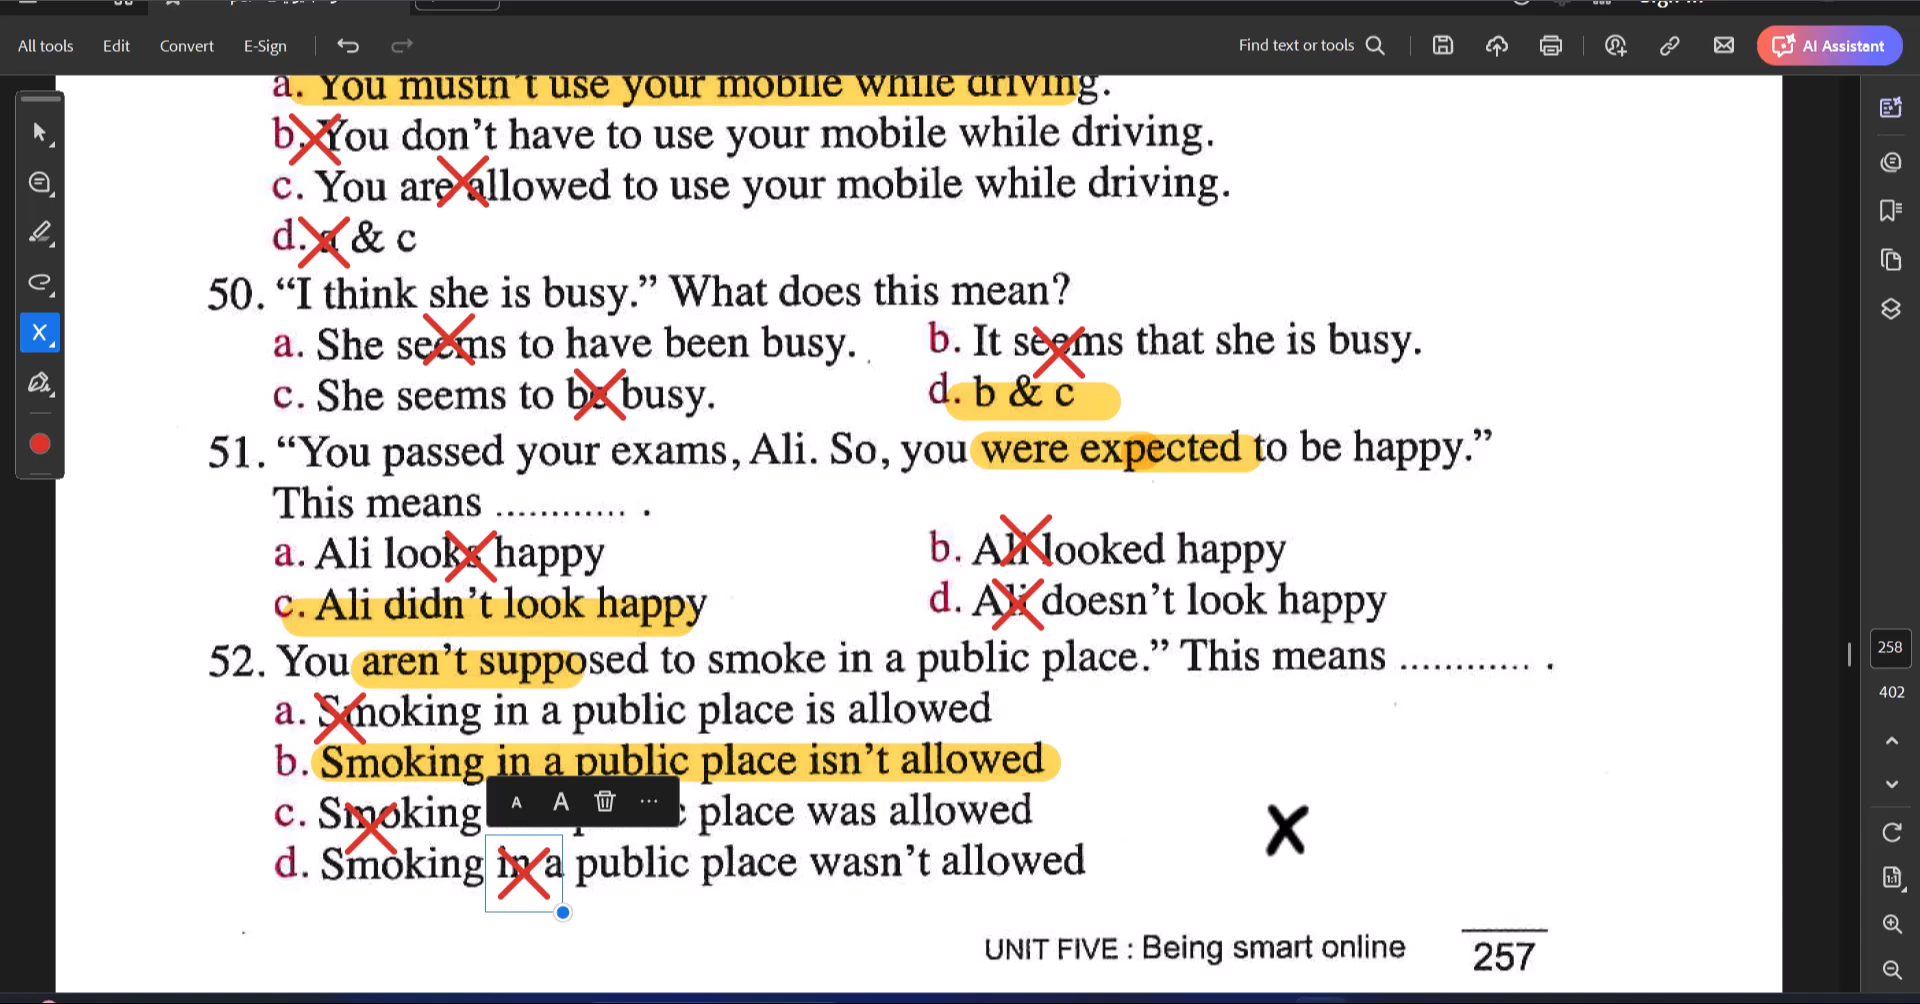 All tools Edit Convert E-Sign Find text or tools AI Assistant
a. You mustn't use your mobile while driving.
b. You don't have to use your mobile while driving.
c. You are allowed to use your mobile while driving.
d. a & c
50. “I think she is busy.” What does this mean?
a. She seems to have been busy. b. It seems that she is busy.
c. She seems to be busy. d. b & c
51. “You passed your exams, Ali. So, you were expected to be happy.”
This means ............ .
a. Ali looks happy b. Ali looked happy
c. Ali didn't look happy d. Ali doesn't look happy
52. You aren't supposed to smoke in a public place.” This means ............ .
a. Smoking in a public place is allowed
b. Smoking in a public place isn't allowed
A A ...
c. Smoking place was allowed
d. Smoking in a public place wasn't allowed
X
UNIT FIVE : Being smart online 257
258
402